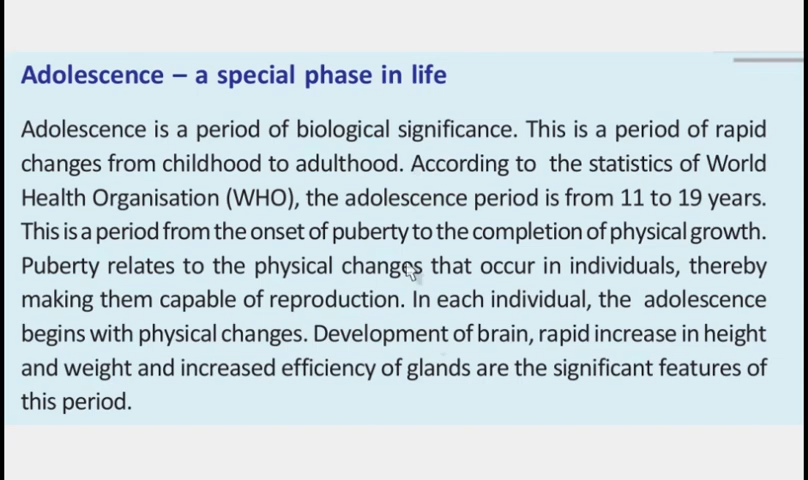 Adolescence – a special phase in life
Adolescence is a period of biological significance. This is a period of rapid
changes from childhood to adulthood. According to the statistics of World
Health Organisation (WHO), the adolescence period is from 11 to 19 years.
This is a period from the onset of puberty to the completion of physical growth.
Puberty relates to the physical changes that occur in individuals, thereby
making them capable of reproduction. In each individual, the adolescence
begins with physical changes. Development of brain, rapid increase in height
and weight and increased efficiency of glands are the significant features of
this period.